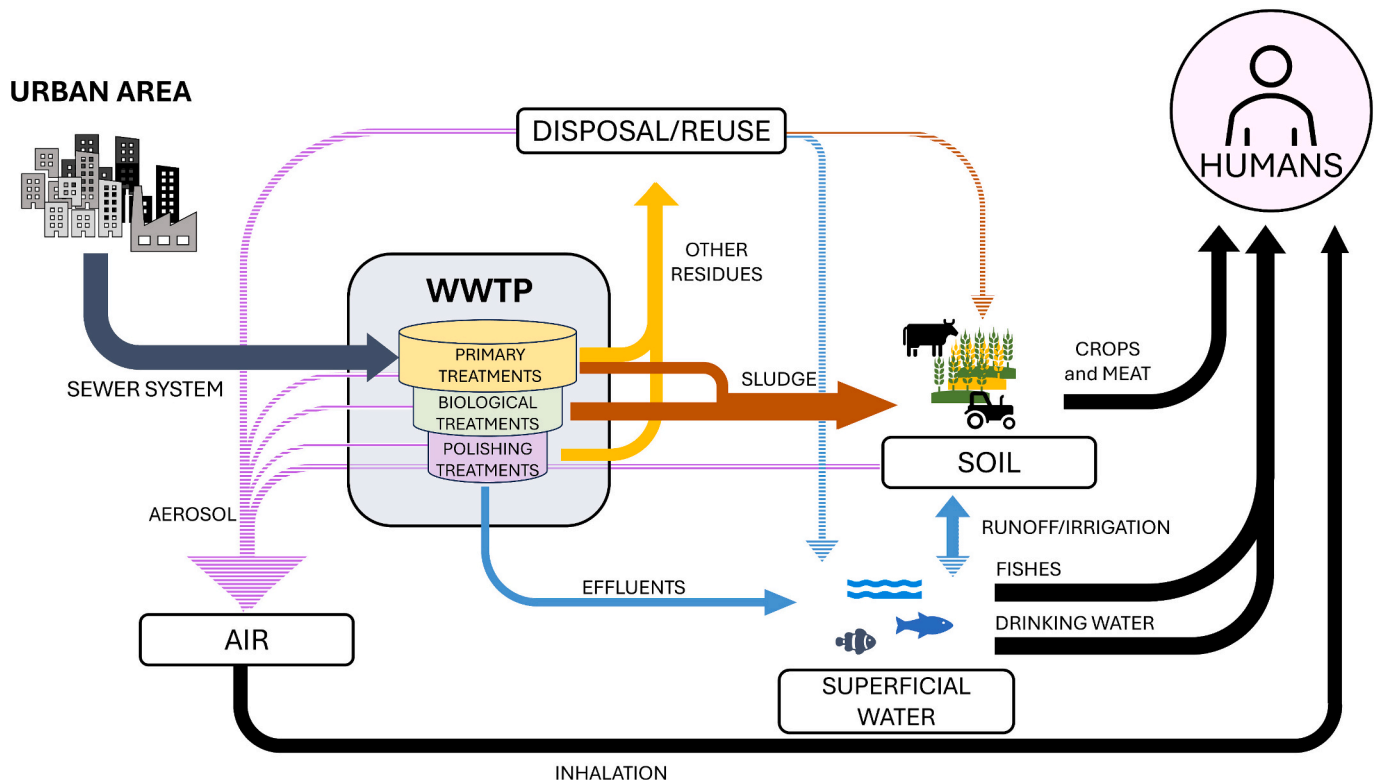 URBAN AREA
DISPOSAL/REUSE
HUMANS
OTHER
RESIDUES
WWTP
PRIMARY
TREATMENTS
BIOLOGICAL
TREATMENTS
POLISHING
TREATMENTS
SEWER SYSTEM
SLUDGE
CROPS
and MEAT
SOIL
AEROSOL
RUNOFF/IRRIGATION
EFFLUENTS
FISHES
DRINKING WATER
AIR
SUPERFICIAL
WATER
INHALATION